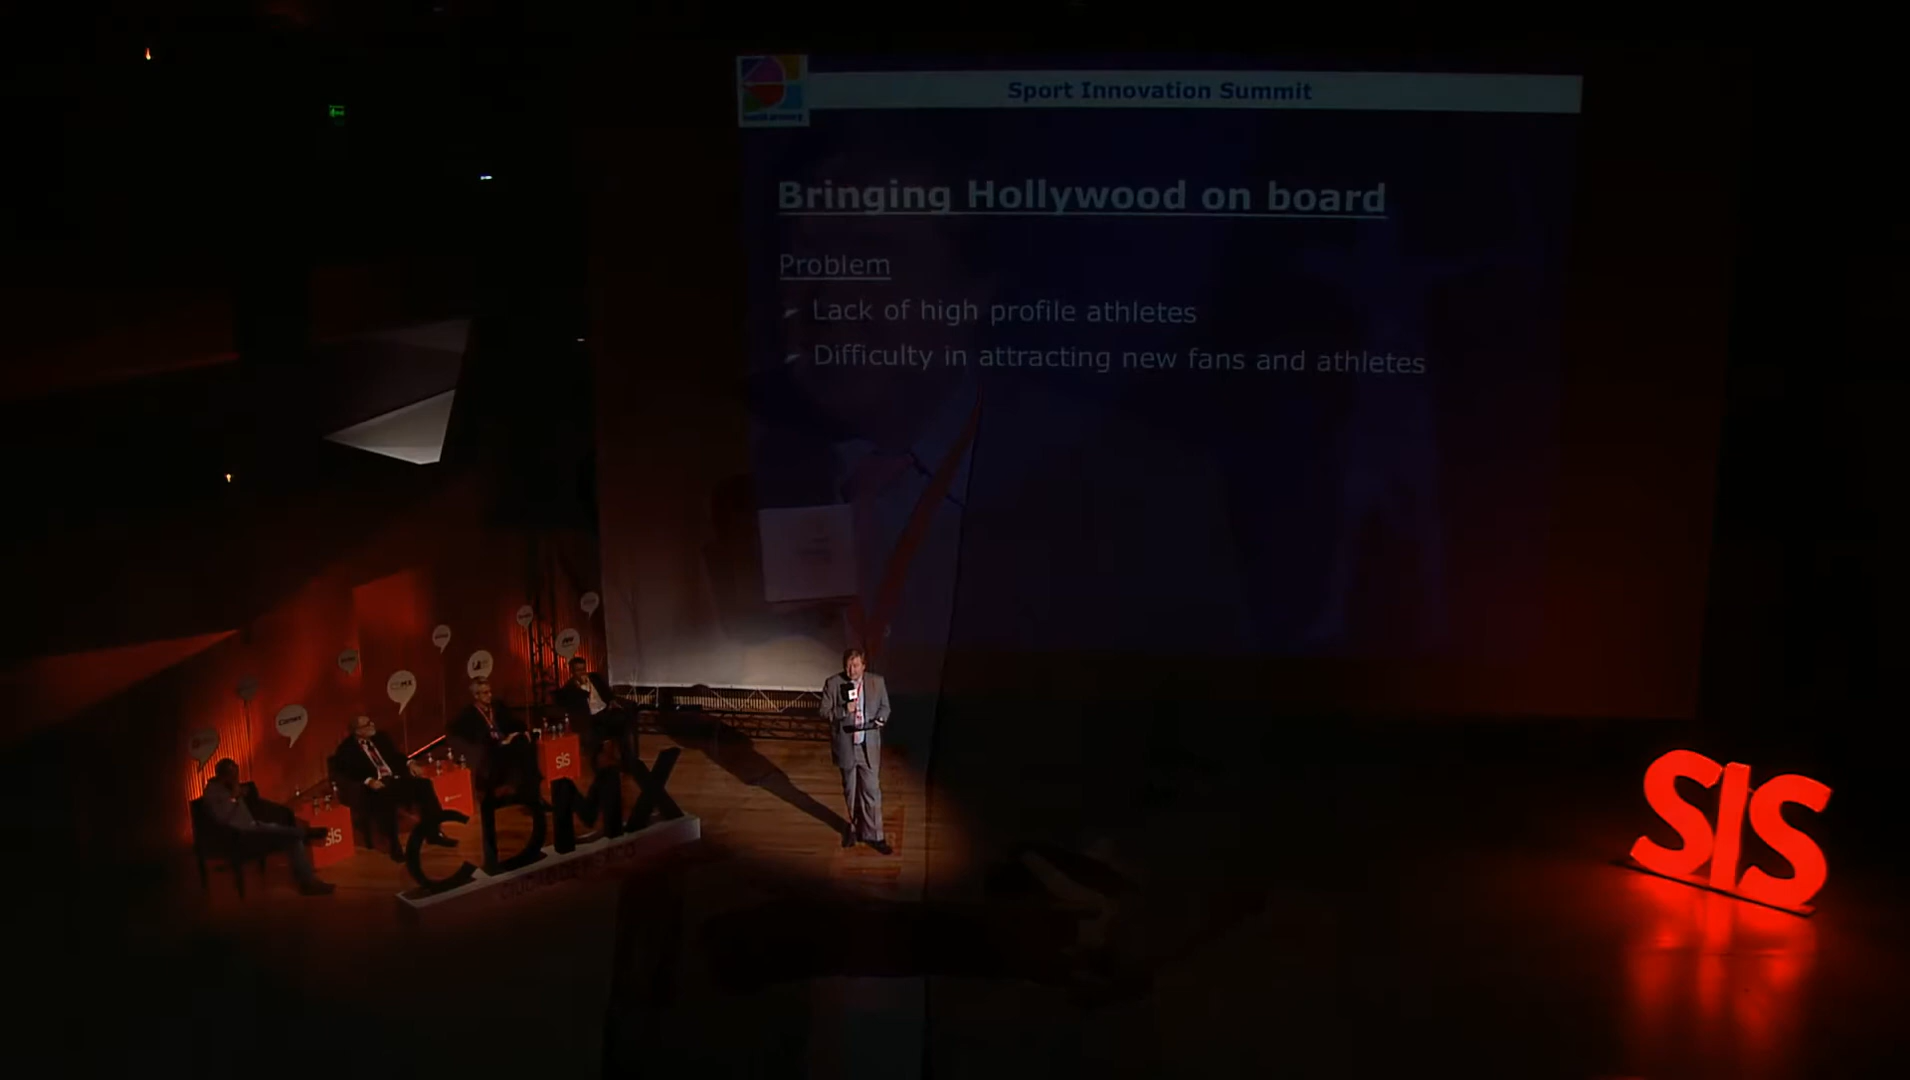 Sport Innovation Summit
Bringing Hollywood on board
Problem
➢ Lack of high profile athletes
➢ Difficulty in attracting new fans and athletes
sis
sis
CDMX
SIS